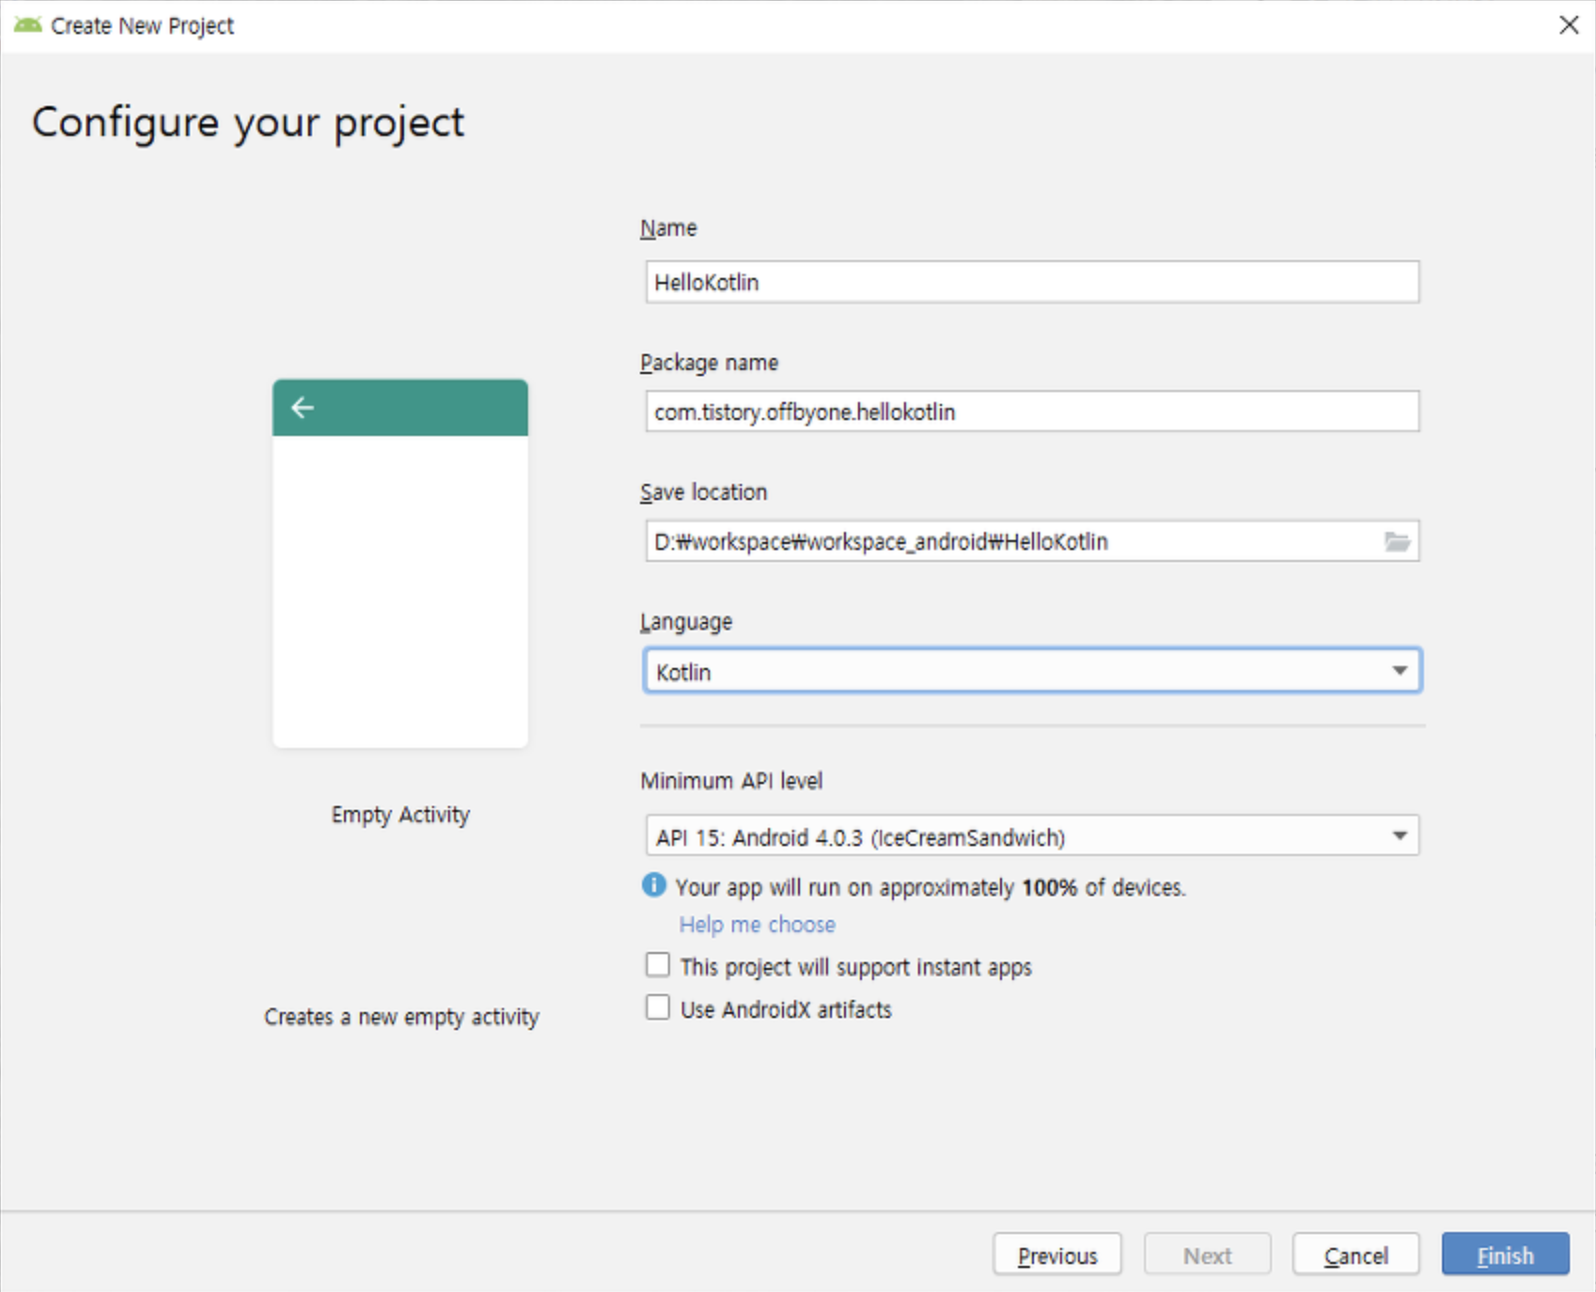 Create New Project
Configure your project
Name
HelloKotlin
Package name
com.tistory.offbyone.hellokotlin
Save location
D:₩workspace₩workspace_android₩HelloKotlin
Language
Kotlin
Empty Activity
Creates a new empty activity
Minimum API level
API 15: Android 4.0.3 (IceCreamSandwich)
Your app will run on approximately 100% of devices.
Help me choose
This project will support instant apps
Use AndroidX artifacts
Previous
Next
Cancel
Finish